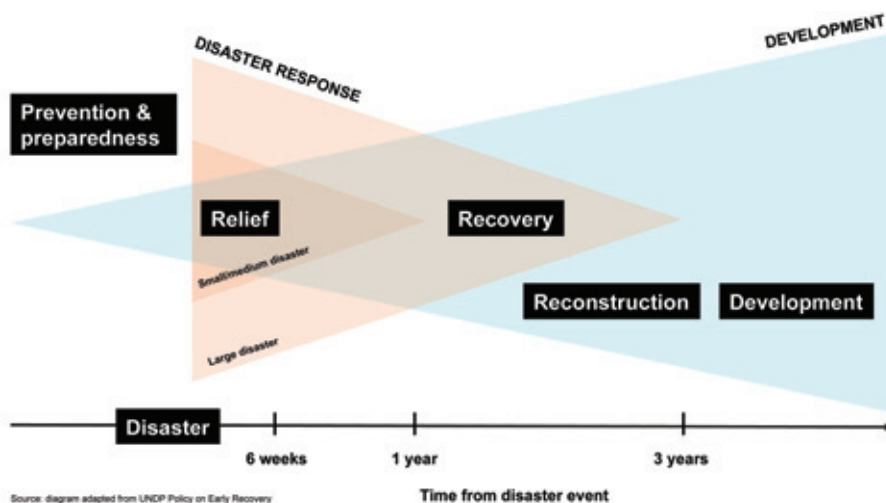 DISASTER RESPONSE
DEVELOPMENT
Prevention &
preparedness
Relief
Recovery
Small/medium disaster
Reconstruction
Development
Large disaster
Disaster
6 weeks
1 year
3 years
Source: diagram adapted from UNDP Policy on Early Recovery
Time from disaster event